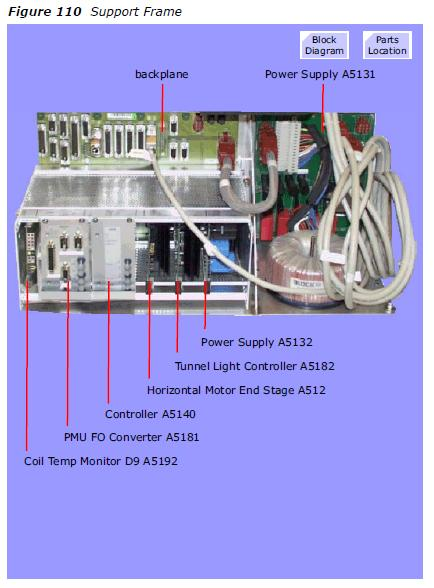 Figure 110 Support Frame
Block
Diagram
Parts
Location
backplane
Power Supply A5131
BLOCK
Power Supply A5132
Tunnel Light Controller A5182
Horizontal Motor End Stage A512
Controller A5140
PMU FO Converter A5181
Coil Temp Monitor D9 A5192